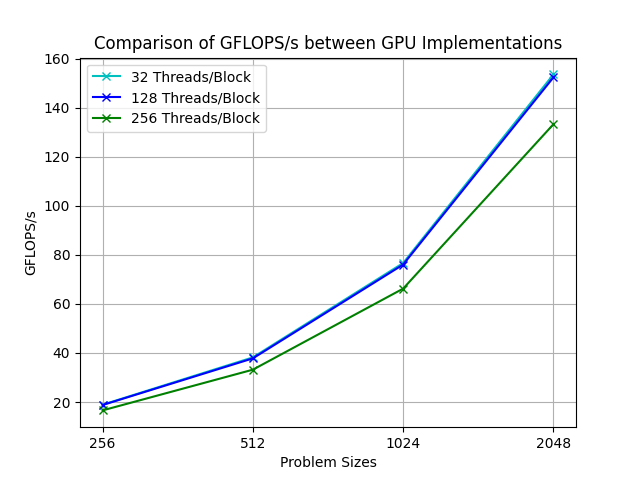 Comparison of GFLOPS/s between GPU Implementations
32 Threads/Block
128 Threads/Block
256 Threads/Block
GFLOPS/s
160
140
120
100
80
60
40
20
256 512 1024 2048
Problem Sizes